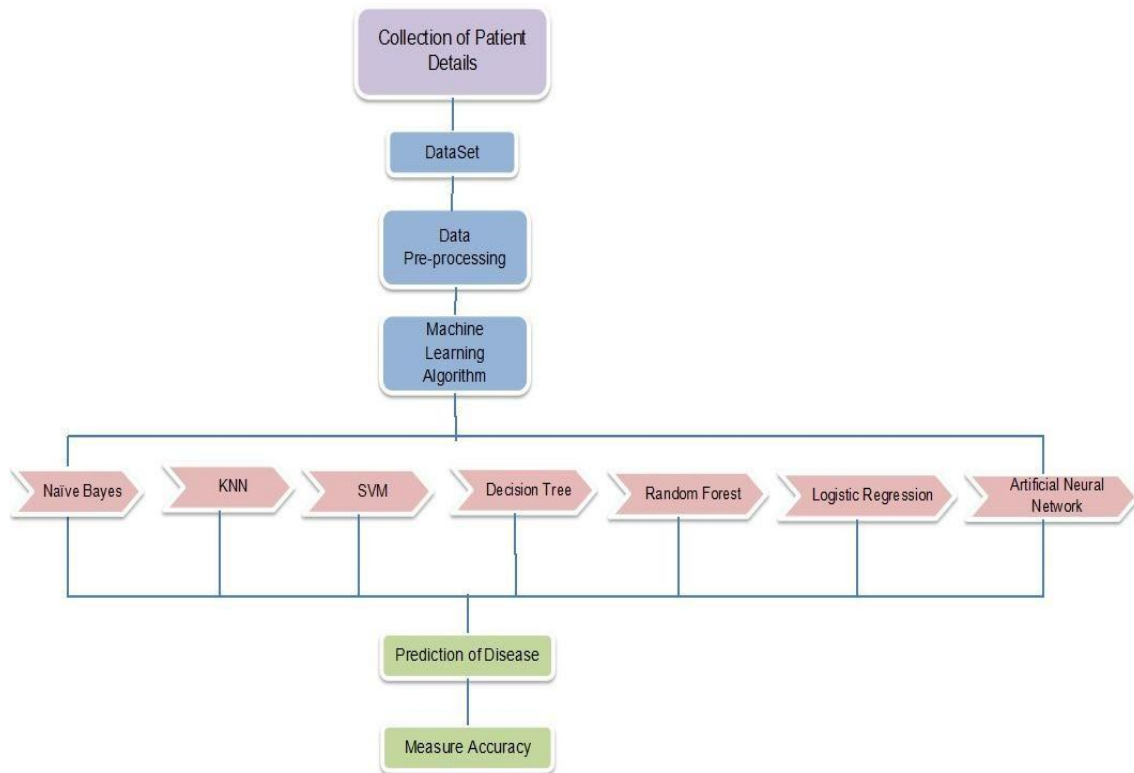 Collection of Patient
Details
DataSet
Data
Pre-processing
Machine
Learning
Algorithm
Naïve Bayes
KNN
SVM
Decision Tree
Random Forest
Logistic Regression
Artificial Neural
Network
Prediction of Disease
Measure Accuracy